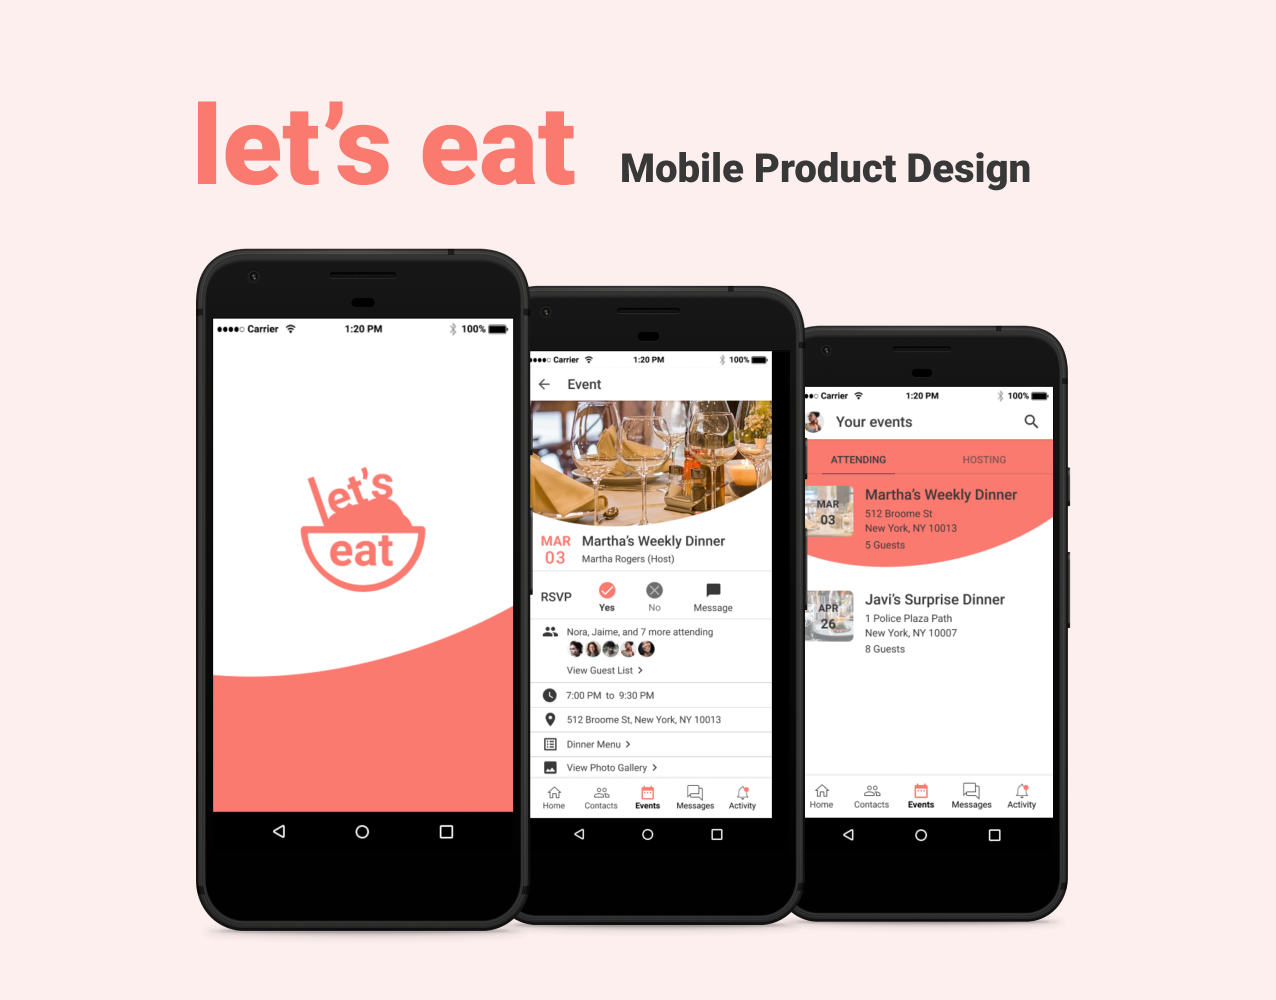 let's eat
Mobile Product Design
Carrier 1:20 PM 100%
let's
eat
Carrier 1:20 PM 100%
Event
MAR
03
Martha's Weekly Dinner
Martha Rogers (Host)
RSVP
Yes
No
Message
Nora, Jaime, and 7 more attending
View Guest List >
7:00 PM to 9:30 PM
512 Broome St, New York, NY 10013
Dinner Menu >
View Photo Gallery >
Home Contacts Events Messages Activity
Carrier 1:20 PM 100%
Your events
ATTENDING HOSTING
MAR
03
Martha's Weekly Dinner
512 Broome St
New York, NY 10013
5 Guests
APR
26
Javi's Surprise Dinner
1 Police Plaza Path
New York, NY 10007
8 Guests
Home Contacts Events Messages Activity